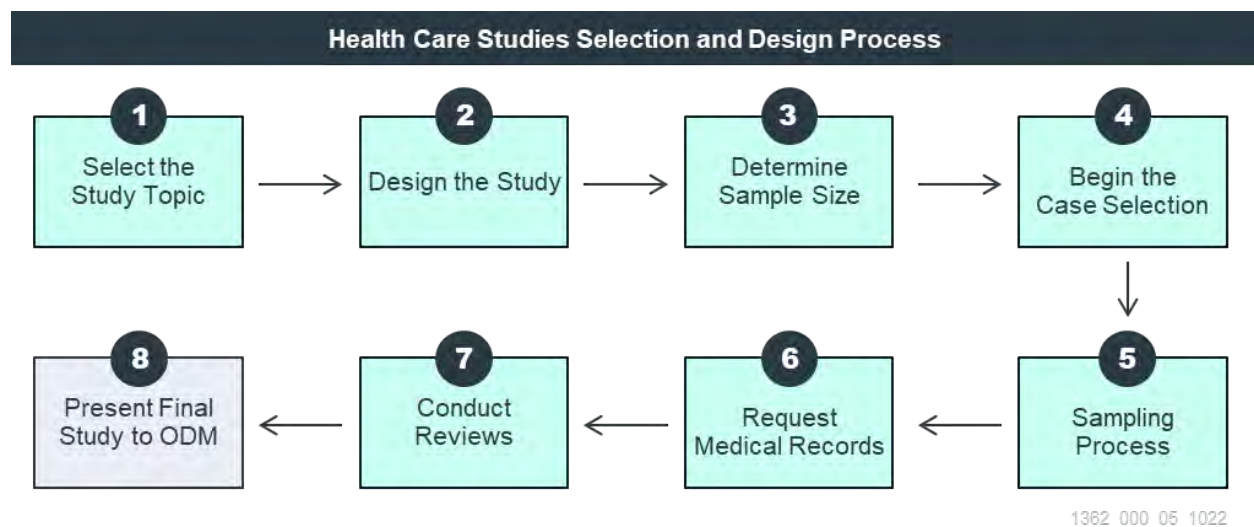 Health Care Studies Selection and Design Process
1
Select the
Study Topic
2
Design the Study
3
Determine
Sample Size
4
Begin the
Case Selection
8
Present Final
Study to ODM
7
Conduct
Reviews
6
Request
Medical Records
5
Sampling
Process
1362 000 05 1022